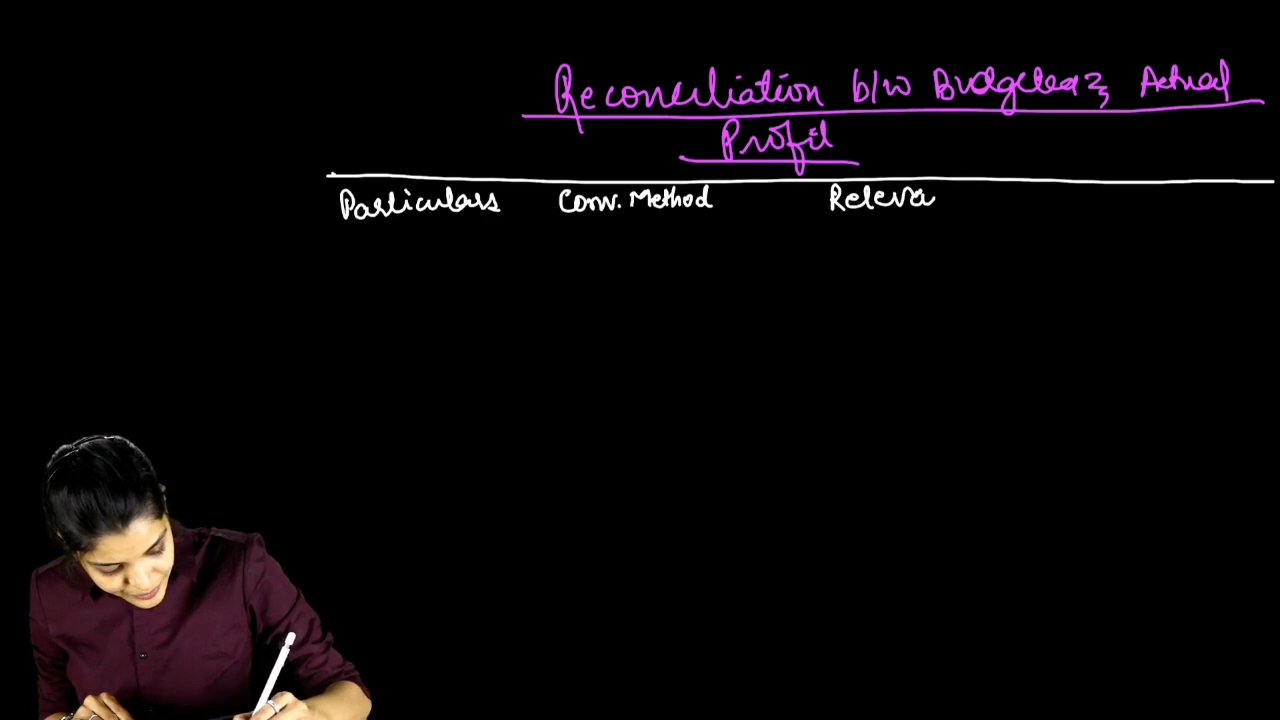 Reconciliation b/w Budgeted & Actual
Profit
Particulars Conv. Method Releva